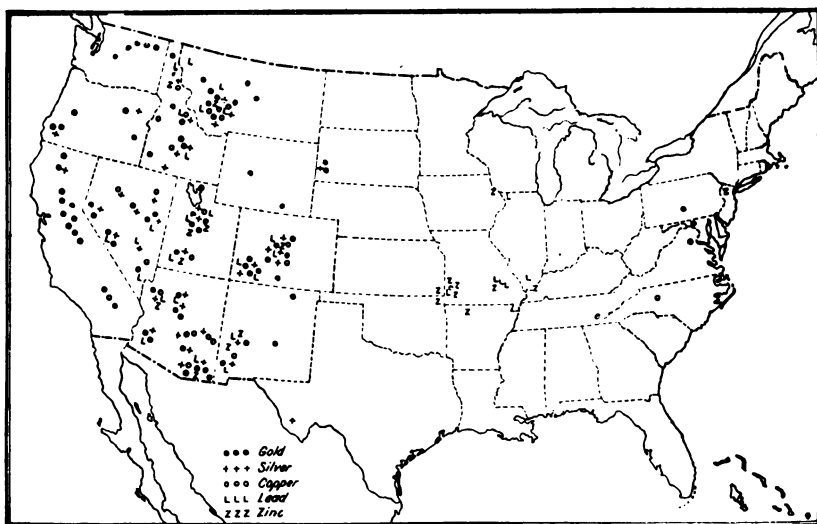 Gold
+ + + Silver
o o o Copper
L L L Lead
Z Z Z Zinc